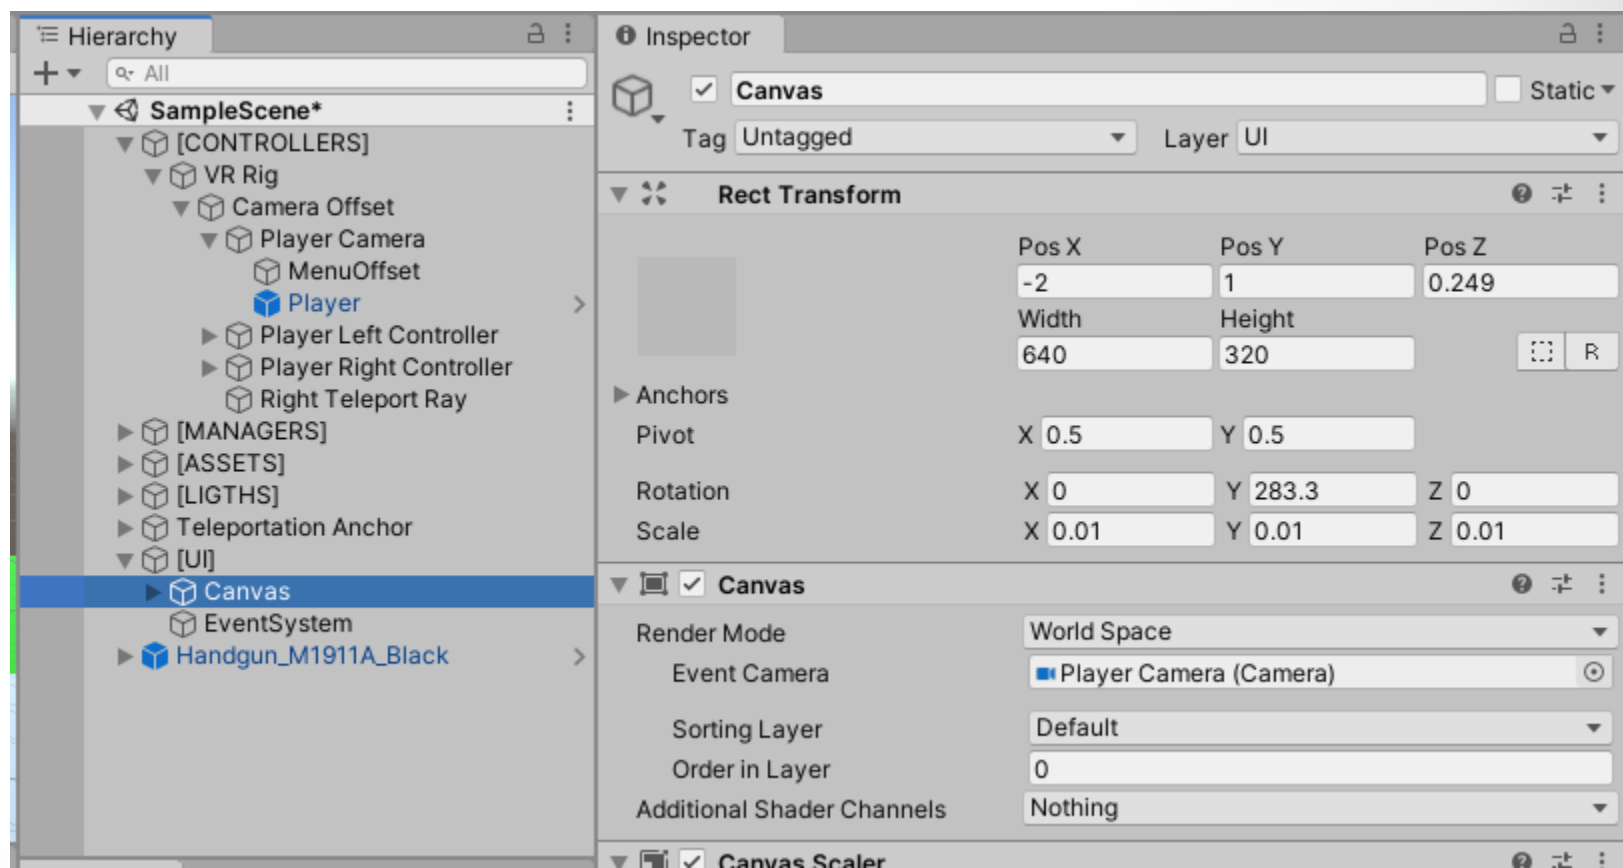 Hierarchy
All
SampleScene*
[CONTROLLERS]
VR Rig
Camera Offset
Player Camera
MenuOffset
Player
Player Left Controller
Player Right Controller
Right Teleport Ray
[MANAGERS]
[ASSETS]
[LIGTHS]
Teleportation Anchor
[UI]
Canvas
EventSystem
Handgun_M1911A_Black
Inspector
Canvas
Static
Tag Untagged Layer UI
Rect Transform
Pos X Pos Y Pos Z
-2 1 0.249
Width Height
640 320
R
Anchors
Pivot X 0.5 Y 0.5
Rotation X 0 Y 283.3 Z 0
Scale X 0.01 Y 0.01 Z 0.01
Canvas
Render Mode World Space
Event Camera Player Camera (Camera)
Sorting Layer Default
Order in Layer 0
Additional Shader Channels Nothing
Canvas Scaler